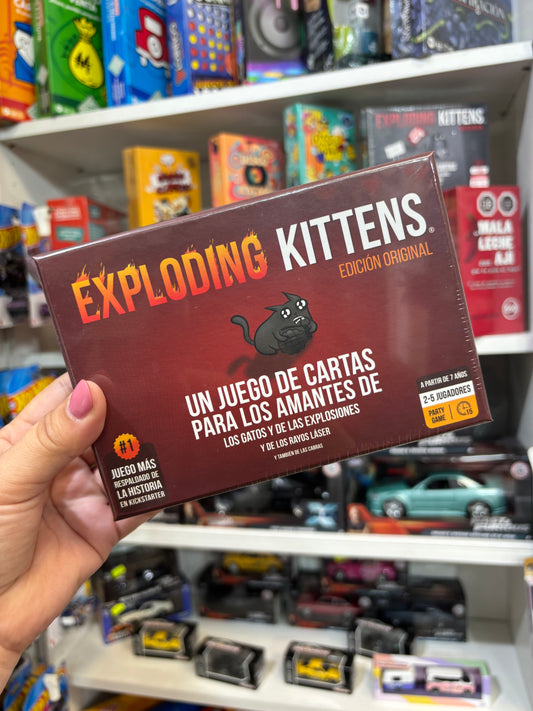 EXPLODING KITTENS
EXPLODING KITTENS®
EDICIÓN ORIGINAL
UN JUEGO DE CARTAS
PARA LOS AMANTES DE
LOS GATOS Y DE LAS EXPLOSIONES
Y DE LOS RAYOS LÁSER
Y TAMBIÉN DE LAS CABRAS
#1
JUEGO MÁS
RESPALDADO DE
LA HISTORIA
EN KICKSTARTER
A PARTIR DE 7 AÑOS
2-5 JUGADORES
PARTY
GAME
15
MALA
LECHE
AJÍ